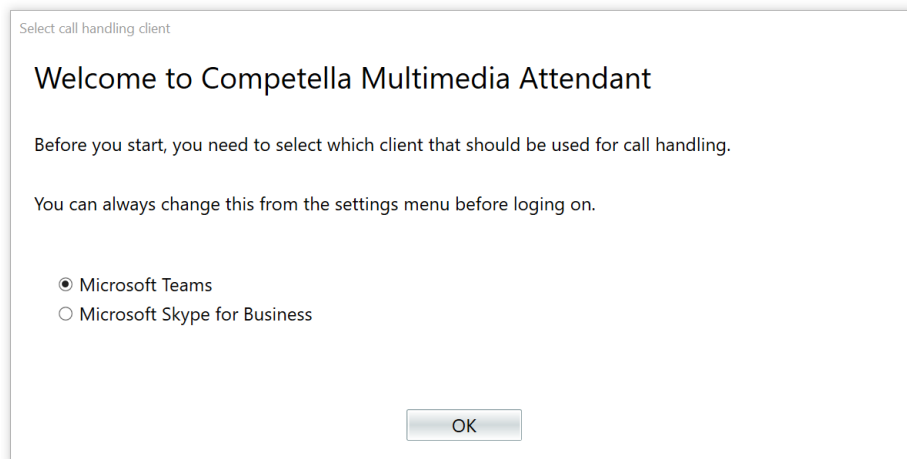 Select call handling client
Welcome to Competella Multimedia Attendant
Before you start, you need to select which client that should be used for call handling.
You can always change this from the settings menu before loging on.
Microsoft Teams
Microsoft Skype for Business
OK